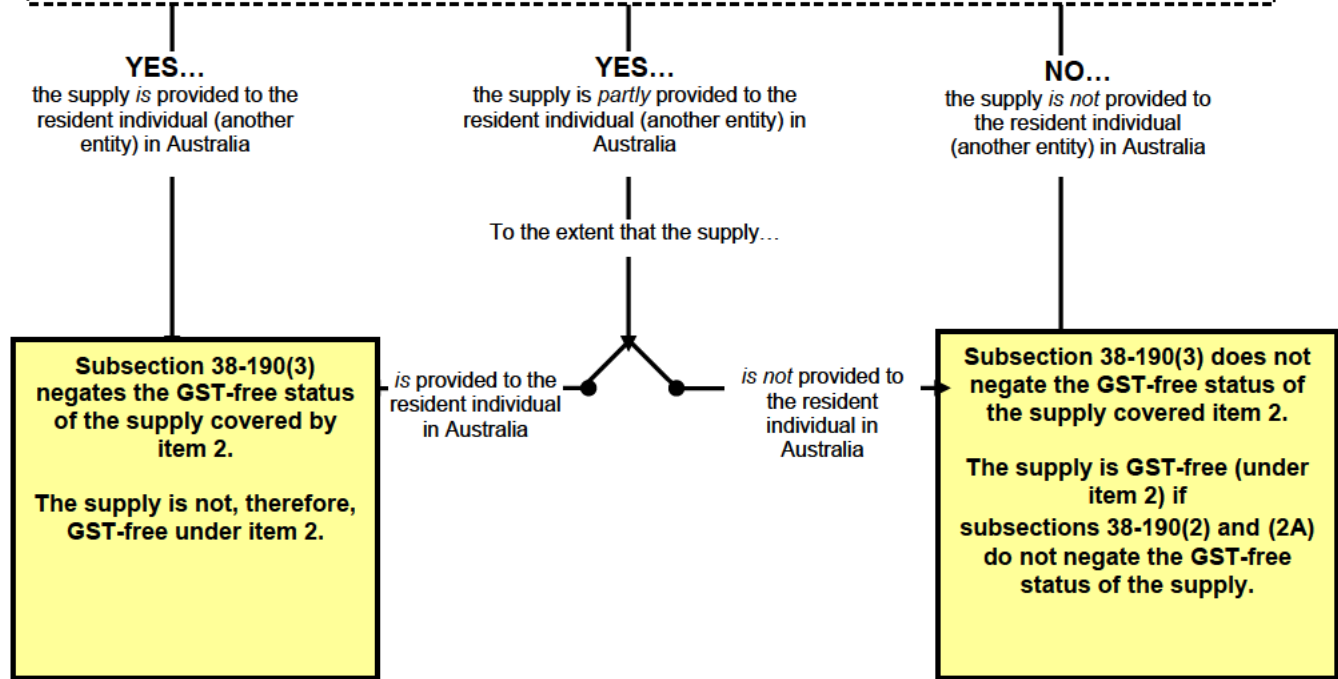 YES…
the supply is provided to the
resident individual (another
entity) in Australia
YES…
the supply is partly provided to the
resident individual (another entity) in
Australia
NO…
the supply is not provided to
the resident individual
(another entity) in Australia
To the extent that the supply…
Subsection 38-190(3)
negates the GST-free status
of the supply covered by
item 2.
The supply is not, therefore,
GST-free under item 2.
is provided to the
resident individual
in Australia
is not provided to
the resident
individual in
Australia
Subsection 38-190(3) does not
negate the GST-free status of
the supply covered item 2.
The supply is GST-free (under
item 2) if
subsections 38-190(2) and (2A)
do not negate the GST-free
status of the supply.